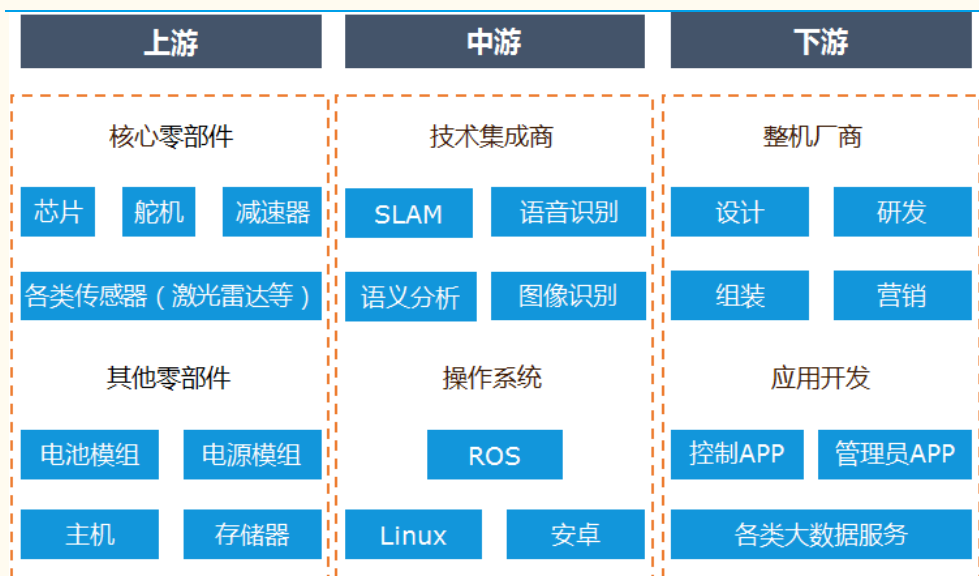 上游
中游
下游
核心零部件
芯片
舵机
减速器
各类传感器（激光雷达等）
其他零部件
电池模组
电源模组
主机
存储器
技术集成商
SLAM
语音识别
语义分析
图像识别
操作系统
ROS
Linux
安卓
整机厂商
设计
研发
组装
营销
应用开发
控制APP
管理员APP
各类大数据服务